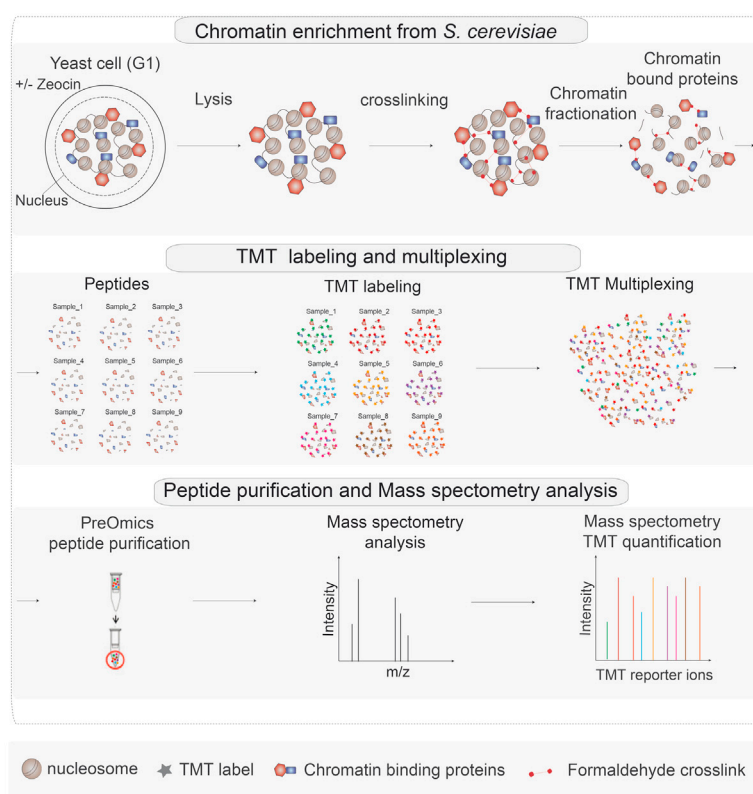 Chromatin enrichment from S. cerevisiae
Yeast cell (G1)
+/- Zeocin
Nucleus
Lysis
crosslinking
Chromatin
fractionation
Chromatin
bound proteins
TMT labeling and multiplexing
Peptides
Sample_1 Sample_2 Sample_3
Sample_4 Sample_5 Sample_6
Sample_7 Sample_8 Sample_9
TMT labeling
Sample_1 Sample_2 Sample_3
Sample_4 Sample_5 Sample_6
Sample_7 Sample_8 Sample_9
TMT Multiplexing
Peptide purification and Mass spectometry analysis
PreOmics
peptide purification
Mass spectometry
analysis
Intensity
m/z
Mass spectometry
TMT quantification
Intensity
TMT reporter ions
nucleosome
TMT label
Chromatin binding proteins
Formaldehyde crosslink